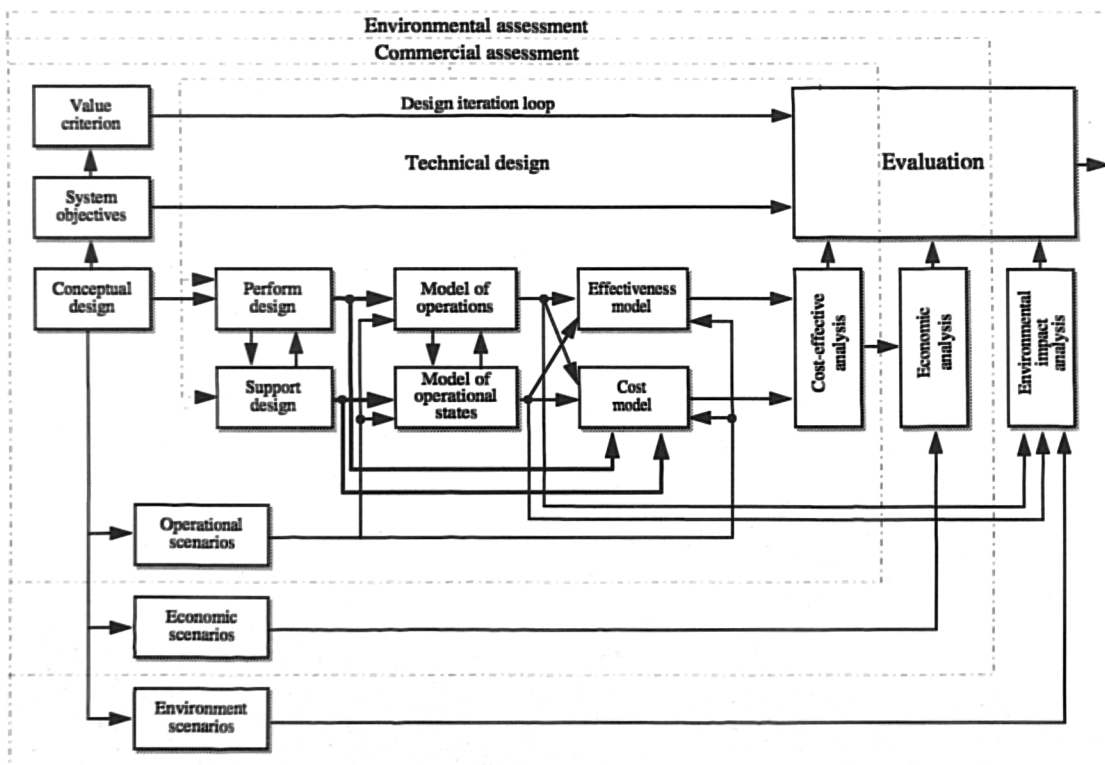 Environmental assessment
Commercial assessment
Value
criterion
Design iteration loop
Technical design
Evaluation
System
objectives
Conceptual
design
Perform
design
Model of
operations
Effectiveness
model
Cost-effective
analysis
Economic
analysis
Environmental
impact
analysis
Support
design
Model of
operational
states
Cost
model
Operational
scenarios
Economic
scenarios
Environment
scenarios